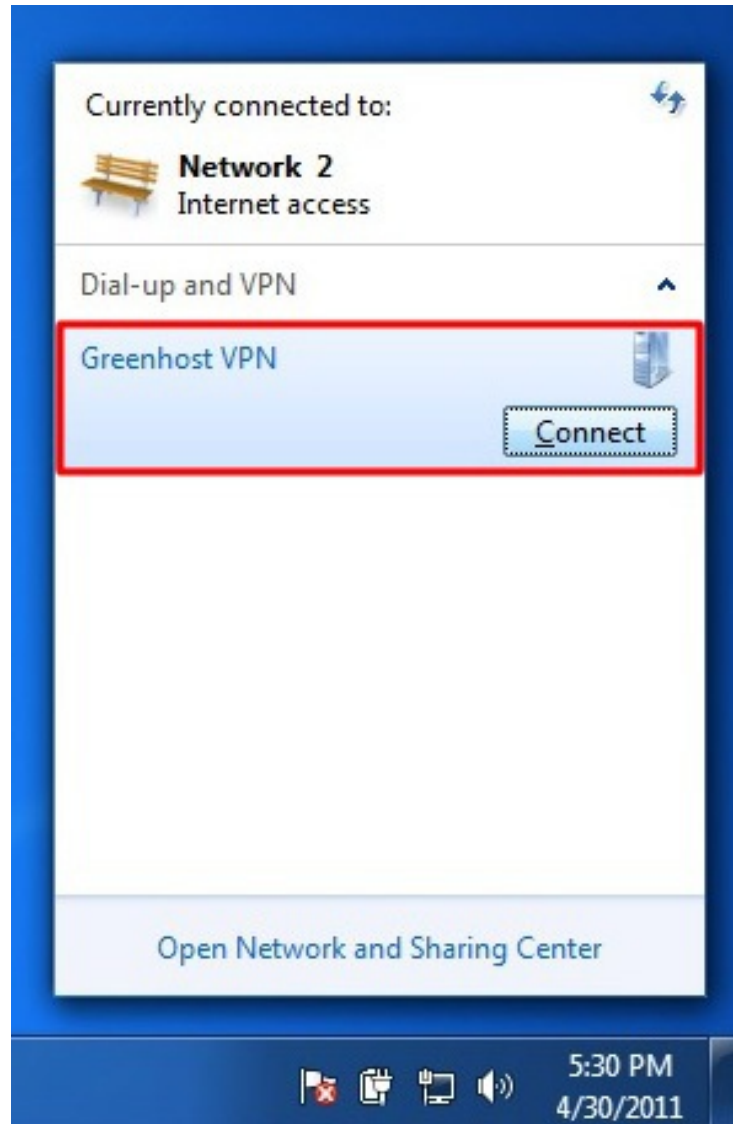 Currently connected to:
Network 2
Internet access
Dial-up and VPN
Greenhost VPN
Connect
Open Network and Sharing Center
5:30 PM
4/30/2011